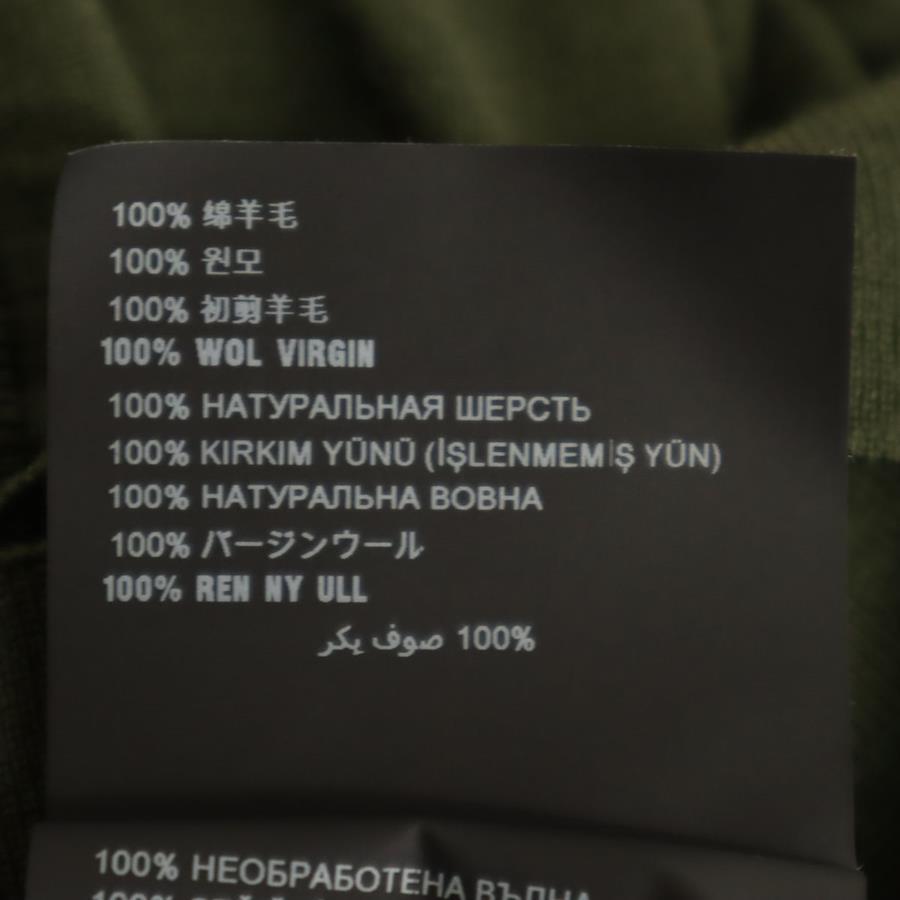 100% 绵羊毛
100% 원모
100% 初剪羊毛
100% WOL VIRGIN
100% НАТУРАЛЬНАЯ ШЕРСТЬ
100% KIRKIM YÜNÜ (İŞLENMEMİŞ YÜN)
100% НАТУРАЛЬНА ВОВНА
100% バージンウール
100% REN NY ULL
100% صوف بكر
100% НЕОБРАБОТЕНА ВЪЛНА
100%